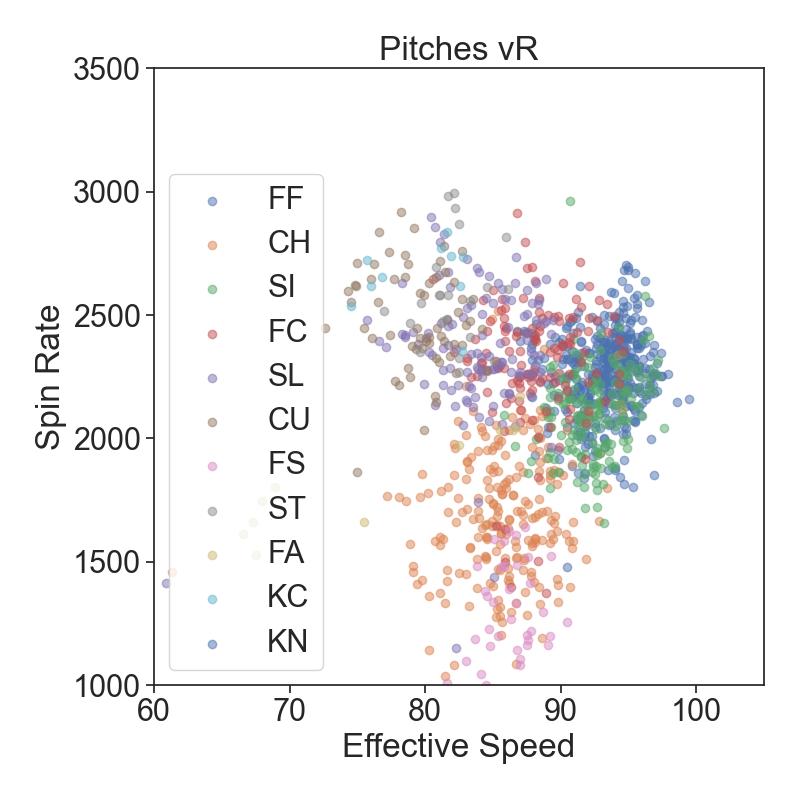 Pitches vR
3500
3000
2500
2000
1500
1000
Spin Rate
FF
CH
SI
FC
SL
CU
FS
ST
FA
KC
KN
60 70 80 90 100
Effective Speed